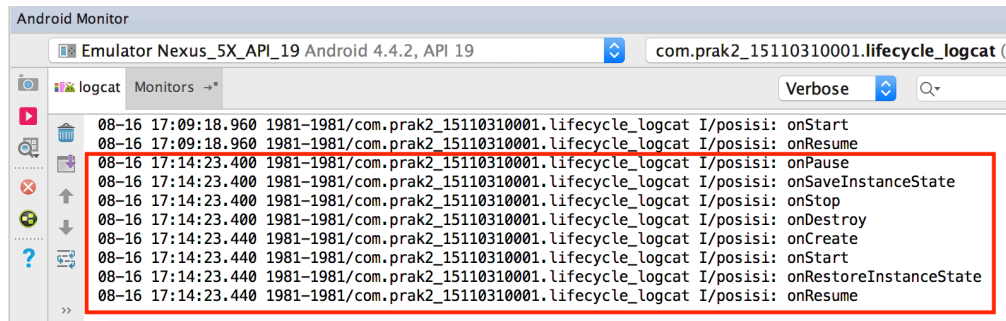 Android Monitor
Emulator Nexus_5X_API_19 Android 4.4.2, API 19 com.prak2_15110310001.lifecycle_logcat (
logcat Monitors Verbose
08-16 17:09:18.960 1981-1981/com.prak2_15110310001.lifecycle_logcat I/posisi: onStart
08-16 17:09:18.960 1981-1981/com.prak2_15110310001.lifecycle_logcat I/posisi: onResume
08-16 17:14:23.400 1981-1981/com.prak2_15110310001.lifecycle_logcat I/posisi: onPause
08-16 17:14:23.400 1981-1981/com.prak2_15110310001.lifecycle_logcat I/posisi: onSaveInstanceState
08-16 17:14:23.400 1981-1981/com.prak2_15110310001.lifecycle_logcat I/posisi: onStop
08-16 17:14:23.400 1981-1981/com.prak2_15110310001.lifecycle_logcat I/posisi: onDestroy
08-16 17:14:23.440 1981-1981/com.prak2_15110310001.lifecycle_logcat I/posisi: onCreate
08-16 17:14:23.440 1981-1981/com.prak2_15110310001.lifecycle_logcat I/posisi: onStart
08-16 17:14:23.440 1981-1981/com.prak2_15110310001.lifecycle_logcat I/posisi: onRestoreInstanceState
08-16 17:14:23.440 1981-1981/com.prak2_15110310001.lifecycle_logcat I/posisi: onResume